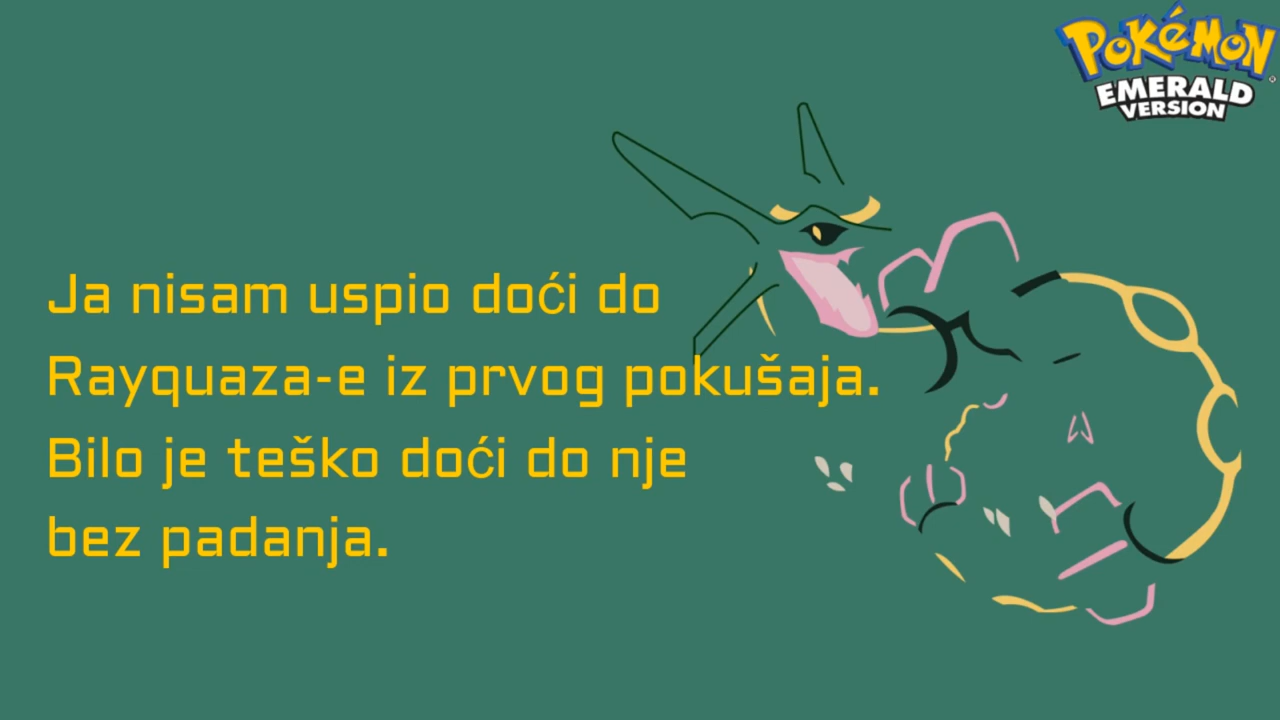 POKéMON
EMERALD
VERSION
Ja nisam uspio doći do
Rayquaza-e iz prvog pokušaja.
Bilo je teško doći do nje
bez padanja.